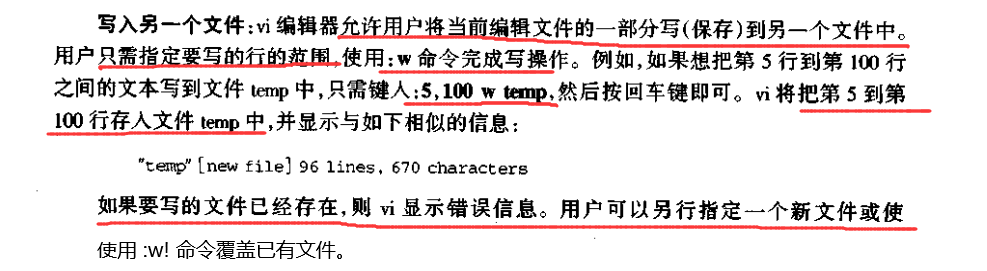 写入另一个文件:vi 编辑器允许用户将当前编辑文件的一部分写(保存)到另一个文件中。
用户只需指定要写的行的范围,使用:w 命令完成写操作。例如,如果想把第 5 行到第 100 行
之间的文本写到文件 temp 中,只需键人:5,100 w temp,然后按回车键即可。vi 将把第 5 到第
100 行存人文件 temp 中,并显示与如下相似的信息:
"temp" [new file] 96 lines, 670 characters
如果要写的文件已经存在,则 vi 显示错误信息。用户可以另行指定一个新文件或使
使用 :w! 命令覆盖已有文件。